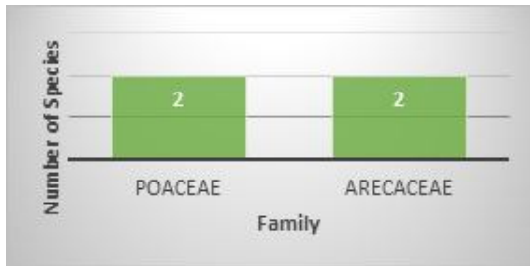 Number of Species
2
2
POACEAE
ARECACEAE
Family